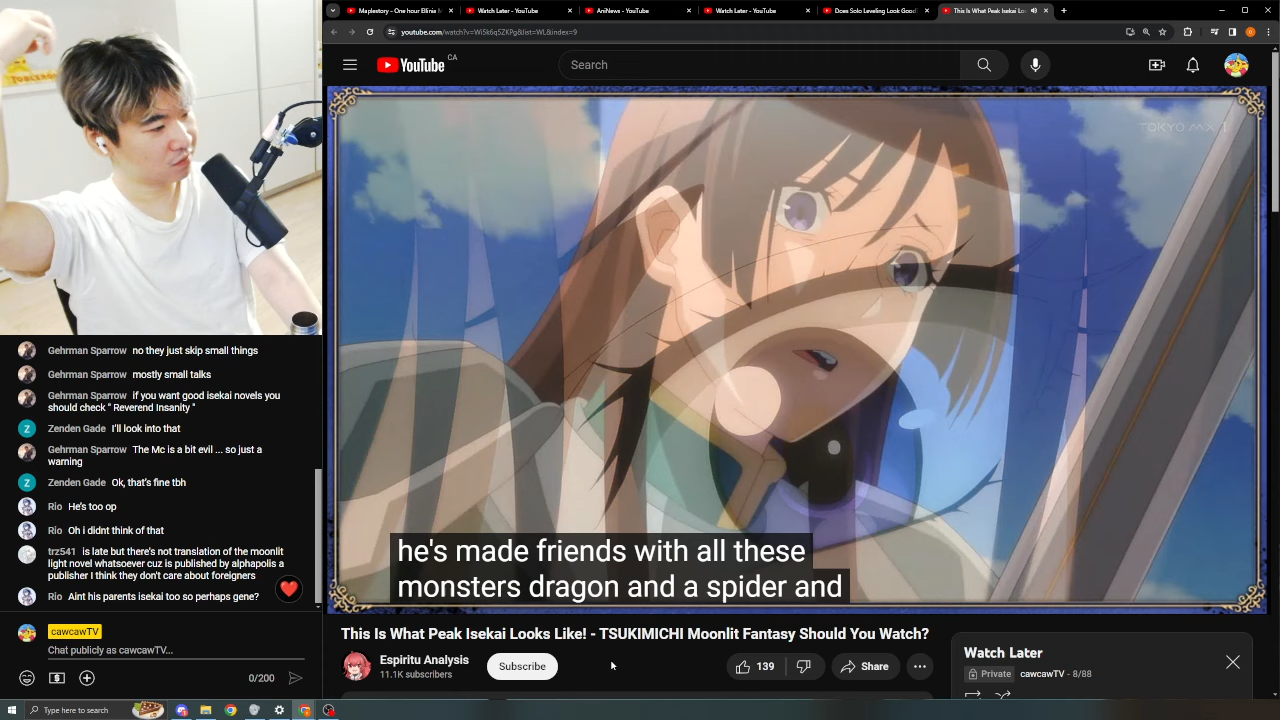 Maplestory - One hour Ellinia M
Watch Later - YouTube
AniNews - YouTube
Watch Later - YouTube
Does Solo Leveling Look Good
This Is What Peak Isekai Lo
youtube.com/watch?v=Wi5k6q5ZKPg&list=WL&index=9
YouTube CA
Search
TOKYO MX 1
he's made friends with all these
monsters dragon and a spider and
This Is What Peak Isekai Looks Like! - TSUKIMICHI Moonlit Fantasy Should You Watch?
Espiritu Analysis
11.1K subscribers
Subscribe
139
Share
Watch Later
Private cawcawTV - 8/88
Gehrman Sparrow no they just skip small things
Gehrman Sparrow mostly small talks
Gehrman Sparrow if you want good isekai novels you
should check " Reverend Insanity "
Z Zenden Gade I'll look into that
Gehrman Sparrow The Mc is a bit evil ... so just a
warning
Z Zenden Gade Ok, that's fine tbh
Rio He's too op
Rio Oh i didnt think of that
trz541 is late but there's not translation of the moonlit
light novel whatsoever cuz is published by alphapolis a
publisher I think they don't care about foreigners
Rio Aint his parents isekai too so perhaps gene?
cawcawTV
Chat publicly as cawcawTV...
0/200
Type here to search